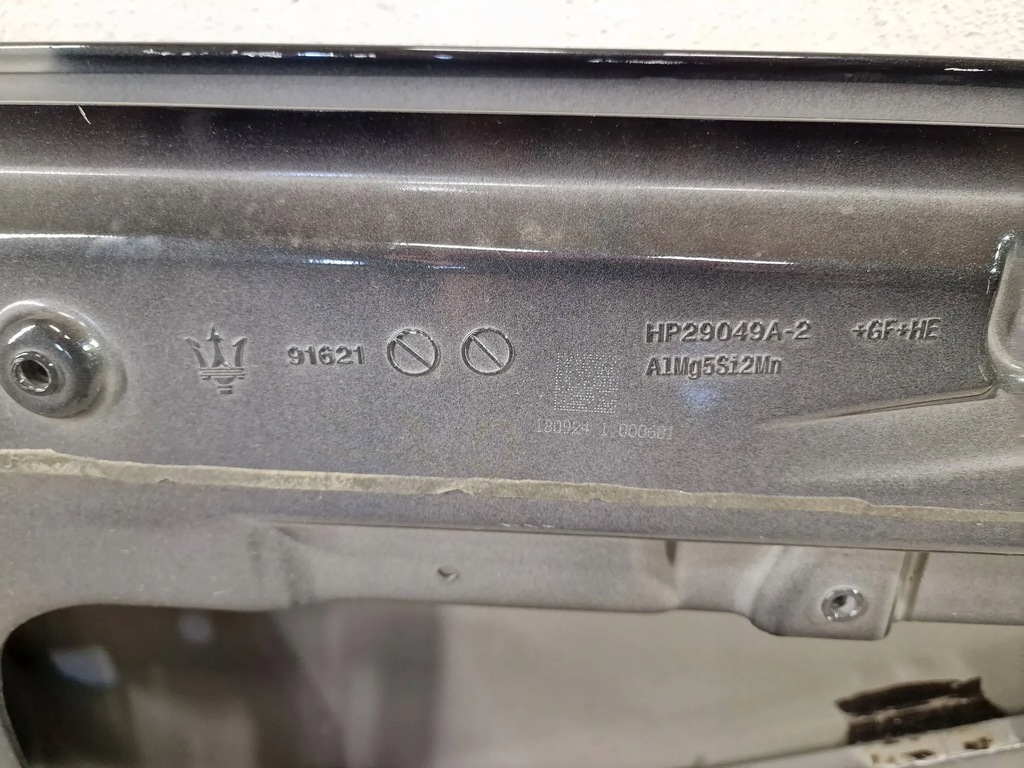 91621
HP29049A-2 +GF+HE
AlMg5Si2Mn
180924 1 000601